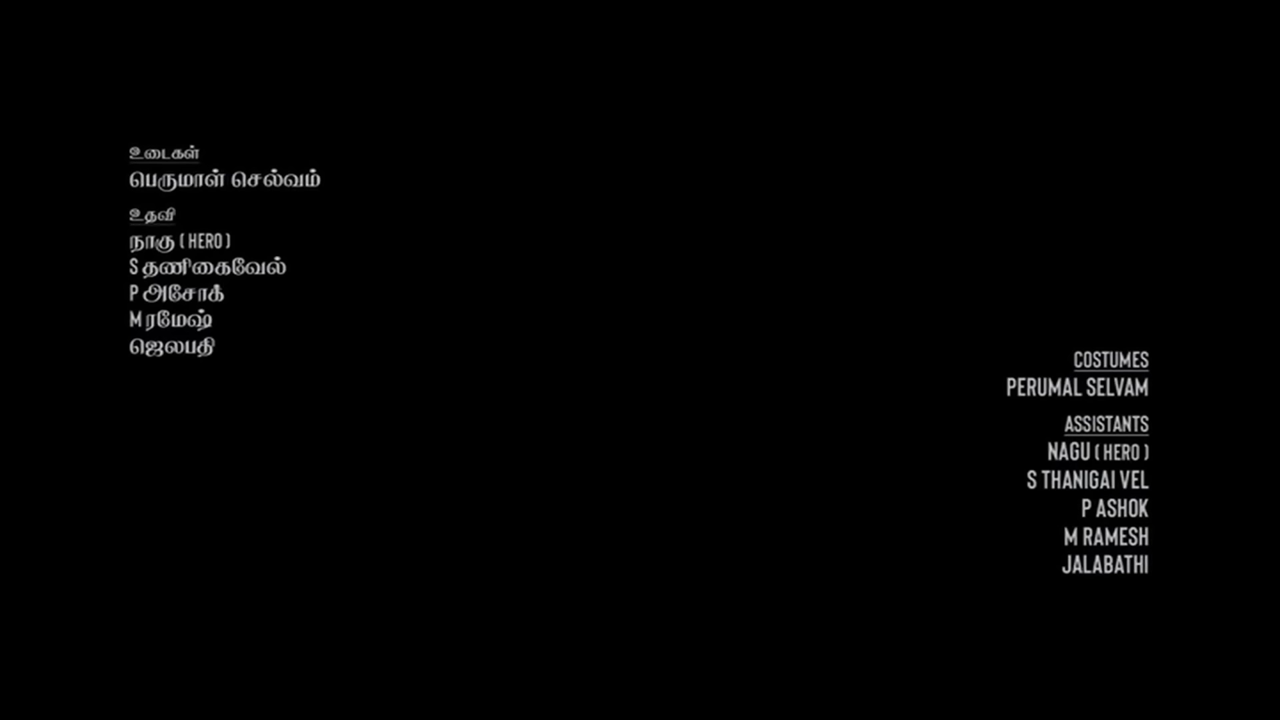 உடைகள்
பெருமாள் செல்வம்
உதவி
நாகு ( HERO )
S தணிகைவேல்
P அசோக்
M ரமேஷ்
ஜெலபதி
COSTUMES
PERUMAL SELVAM
ASSISTANTS
NAGU ( HERO )
S THANIGAI VEL
P ASHOK
M RAMESH
JALABATHI